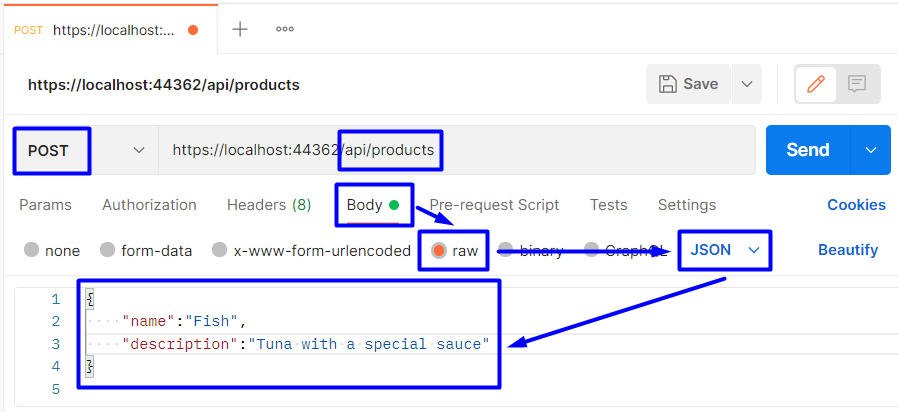 POST https://localhost:...
https://localhost:44362/api/products Save
POST https://localhost:44362/api/products Send
Params Authorization Headers (8) Body Pre-request Script Tests Settings Cookies
none form-data x-www-form-urlencoded raw binary GraphQL JSON Beautify
1 {
2 "name":"Fish",
3 "description":"Tuna with a special sauce"
4 }
5